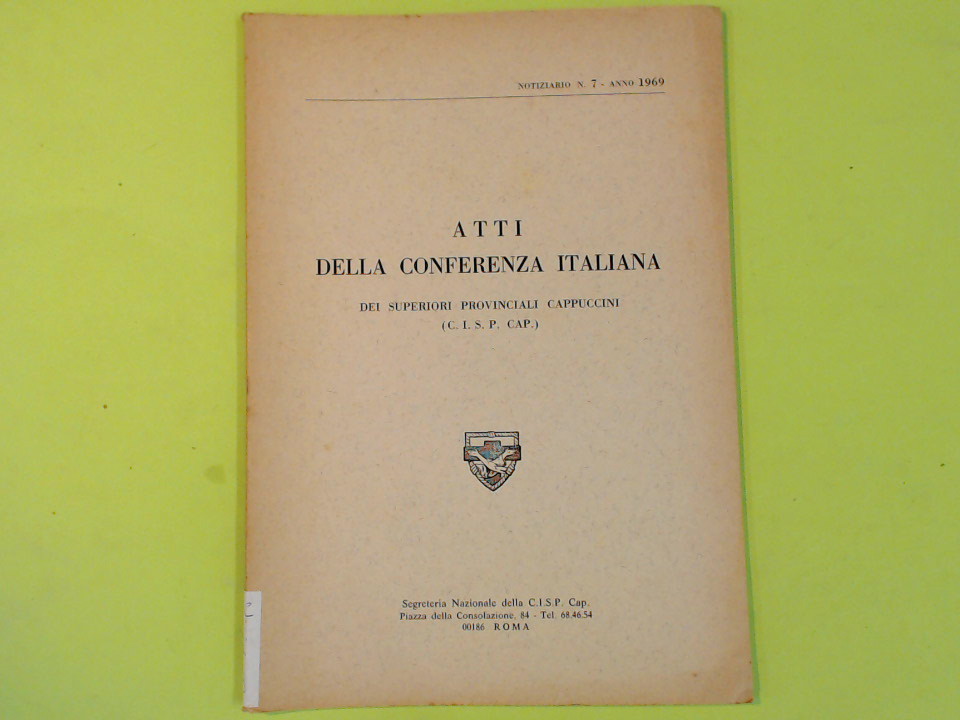 NOTIZIARIO N. 7 - ANNO 1969
ATTI
DELLA CONFERENZA ITALIANA
DEI SUPERIORI PROVINCIALI CAPPUCCINI
(C. I. S. P. CAP.)
Segreteria Nazionale della C.I.S.P. Cap.
Piazza della Consolazione, 84 - Tel. 68.46.54
00186 ROMA